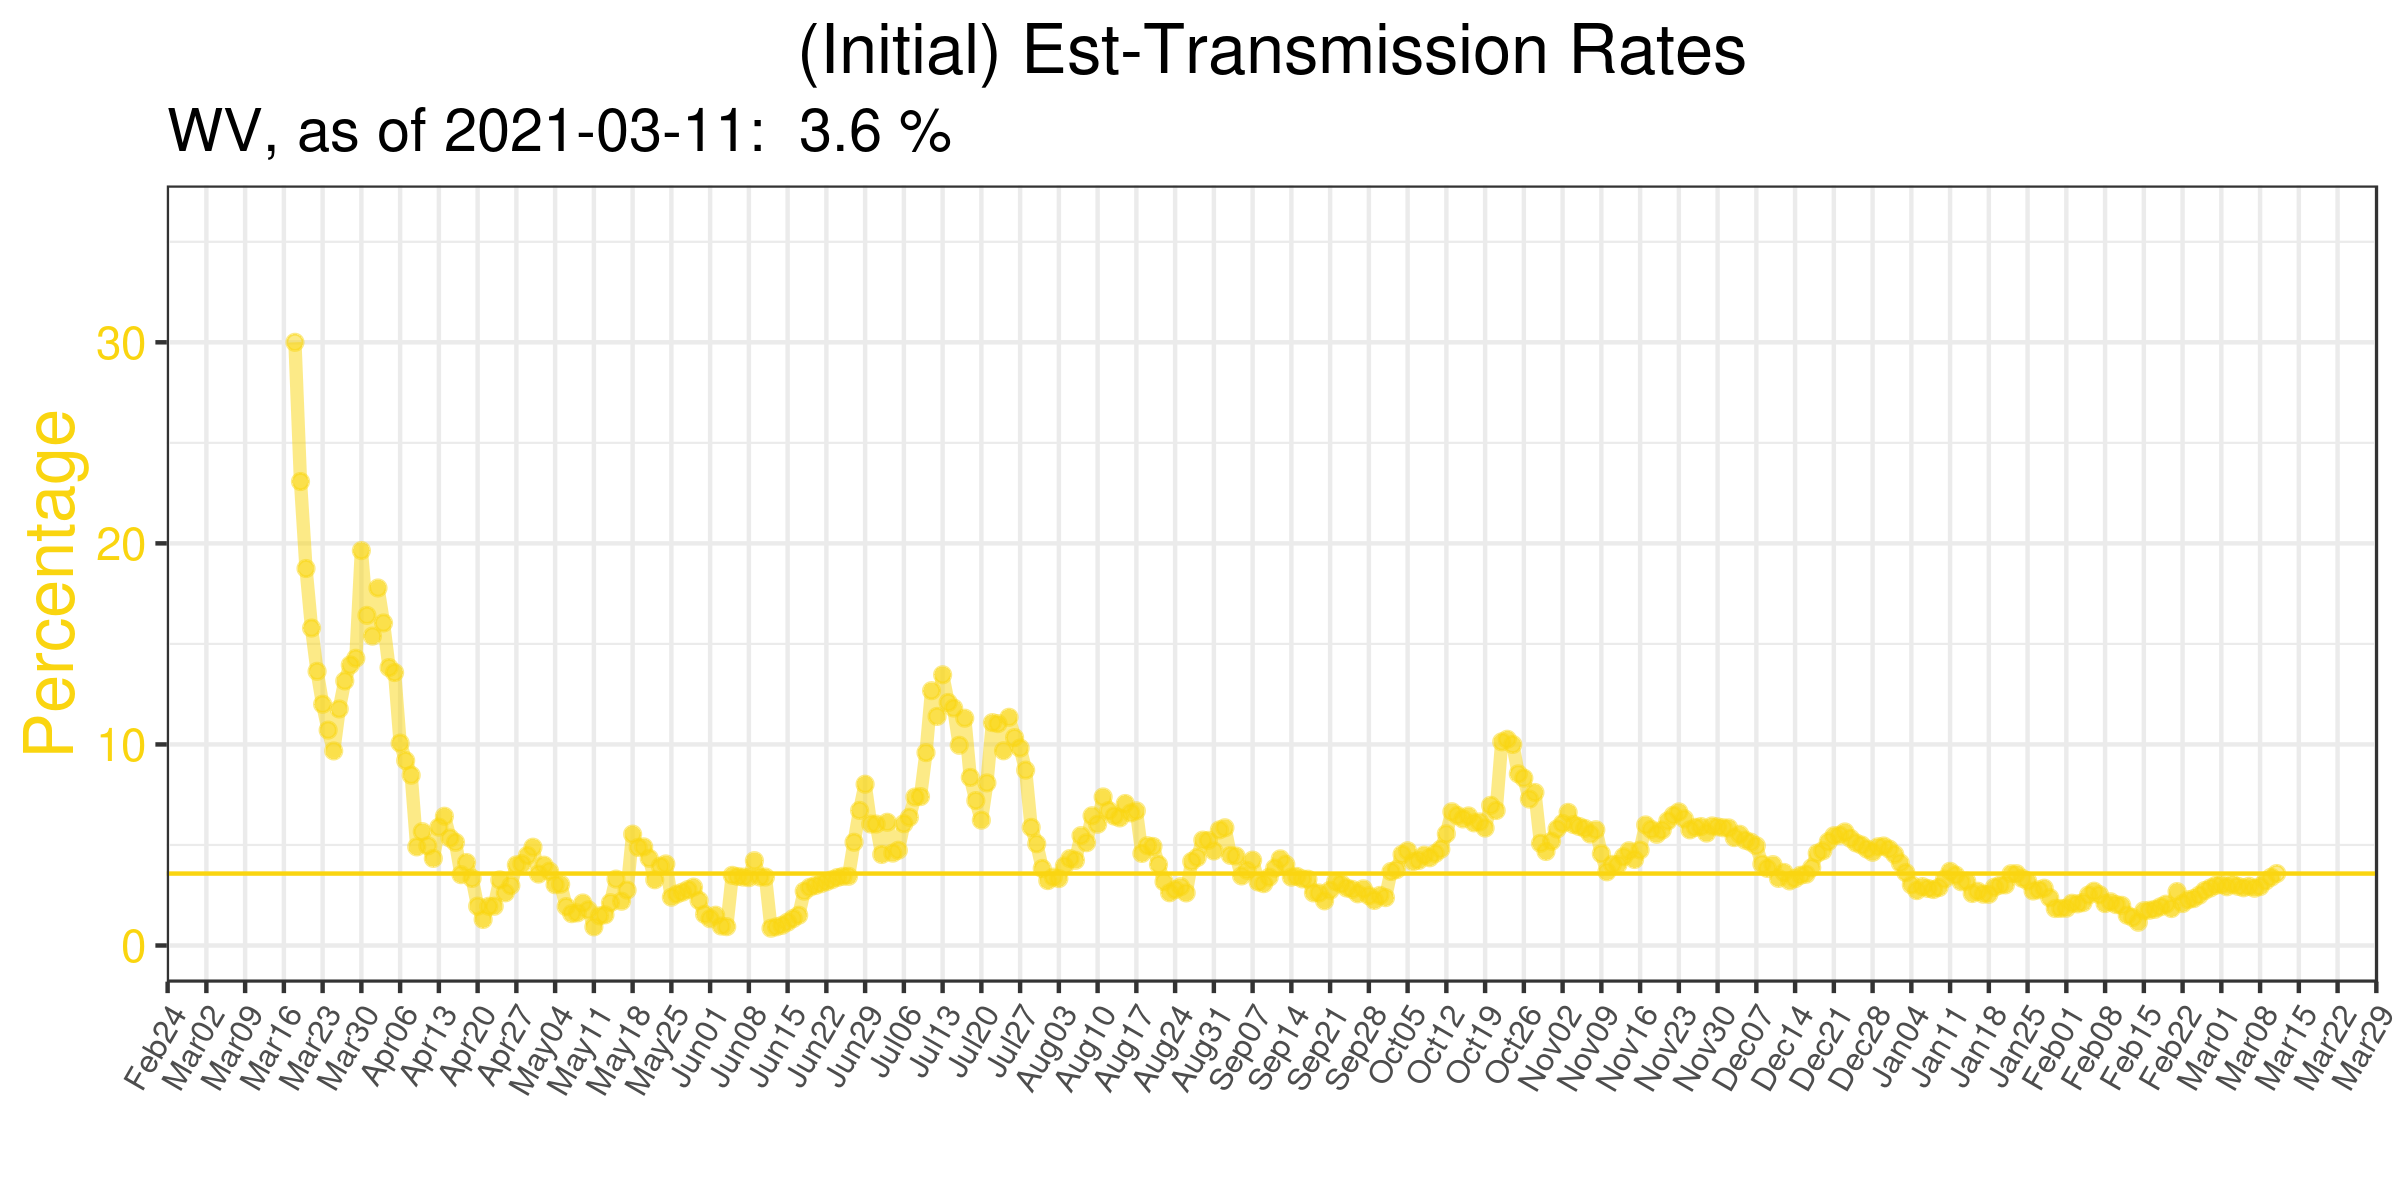 (Initial) Est-Transmission Rates
WV, as of 2021-03-11:  3.6 %
Percentage
30
20
10
0
Feb24
Mar02
Mar09
Mar16
Mar23
Mar30
Apr06
Apr13
Apr20
Apr27
May04
May11
May18
May25
Jun01
Jun08
Jun15
Jun22
Jun29
Jul06
Jul13
Jul20
Jul27
Aug03
Aug10
Aug17
Aug24
Aug31
Sep07
Sep14
Sep21
Sep28
Oct05
Oct12
Oct19
Oct26
Nov02
Nov09
Nov16
Nov23
Nov30
Dec07
Dec14
Dec21
Dec28
Jan04
Jan11
Jan18
Jan25
Feb01
Feb08
Feb15
Feb22
Mar01
Mar08
Mar15
Mar22
Mar29